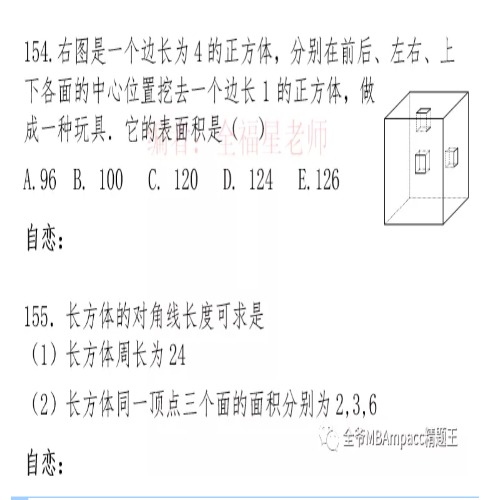 154.右图是一个边长为4的正方体，分别在前后、左右、上
下各面的中心位置挖去一个边长1的正方体，做
成一种玩具.它的表面积是( )
编者：全福星老师
A.96 B. 100 C. 120 D. 124 E.126
自恋：
155. 长方体的对角线长度可求是
(1) 长方体周长为24
(2) 长方体同一顶点三个面的面积分别为2,3,6
全爷MBAmpacc精题王
自恋：